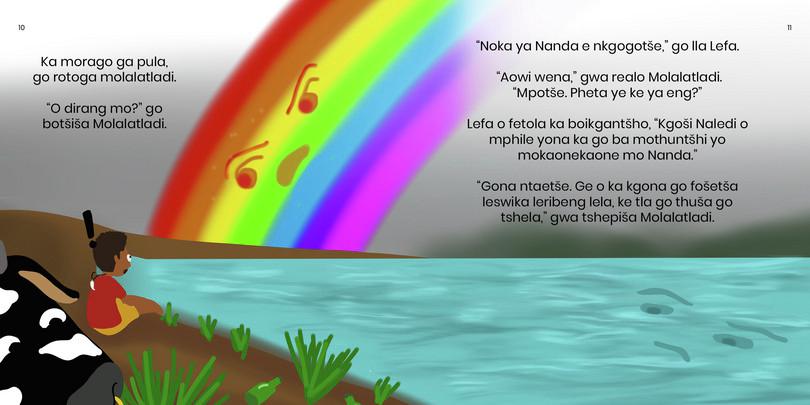 10
Ka morago ga pula,
go rotoga molalatladi.
“O dirang mo?” go
botšiša Molalatladi.
11
“Noka ya Nanda e nkgogotše,” go lla Lefa.
“Aowi wena,” gwa realo Molalatladi.
“Mpotše. Pheta ye ke ya eng?”
Lefa o fetola ka boikgantšho, “Kgoši Naledi o
mphile yona ka go ba mothuntšhi yo
mokaonekaone mo Nanda.”
“Gona ntaetše. Ge o ka kgona go fošetša
leswika leribeng lela, ke tla go thuša go
tshela,” gwa tshepiša Molalatladi.